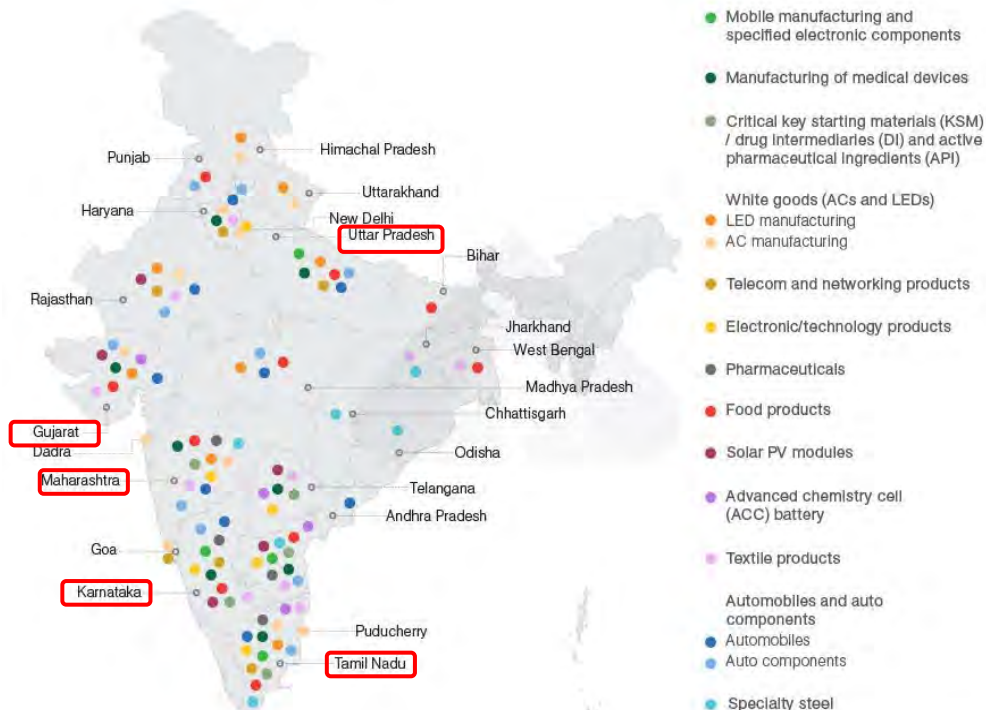 Punjab
Himachal Pradesh
Uttarakhand
Haryana
New Delhi
Uttar Pradesh
Bihar
Rajasthan
Jharkhand
West Bengal
Madhya Pradesh
Chhattisgarh
Gujarat
Dadra
Odisha
Maharashtra
Telangana
Andhra Pradesh
Goa
Karnataka
Puducherry
Tamil Nadu
Mobile manufacturing and
specified electronic components
Manufacturing of medical devices
Critical key starting materials (KSM)
/ drug intermediaries (DI) and active
pharmaceutical ingredients (API)
White goods (ACs and LEDs)
LED manufacturing
AC manufacturing
Telecom and networking products
Electronic/technology products
Pharmaceuticals
Food products
Solar PV modules
Advanced chemistry cell
(ACC) battery
Textile products
Automobiles and auto
components
Automobiles
Auto components
Specialty steel